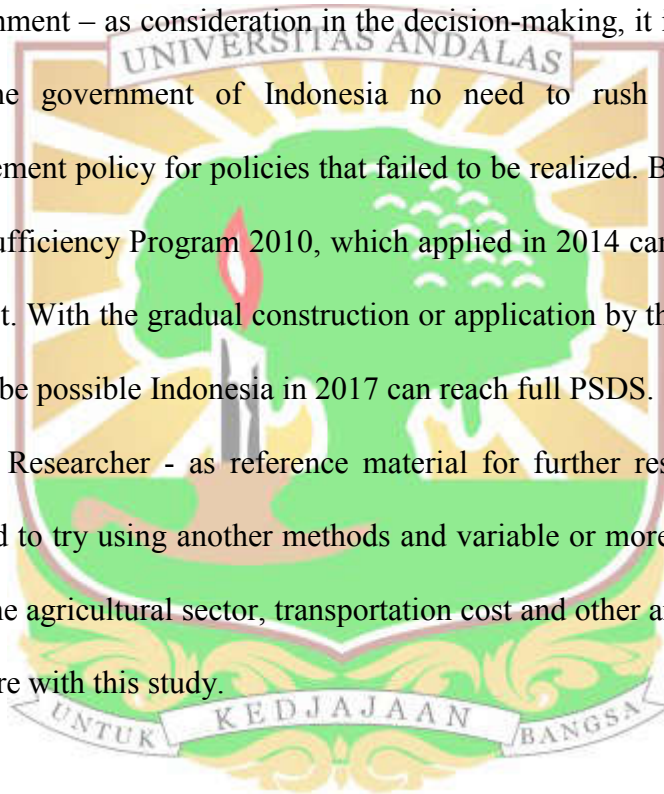 nment – as consideration in the decision-making, it i
UNIVERSITAS ANDALAS
ne government of Indonesia no need to rush
ement policy for policies that failed to be realized. B
ufficiency Program 2010, which applied in 2014 can
t. With the gradual construction or application by th
be possible Indonesia in 2017 can reach full PSDS.
Researcher - as reference material for further res
d to try using another methods and variable or more
he agricultural sector, transportation cost and other a
re with this study.
UNTUK KEDJAJAAN BANGSA